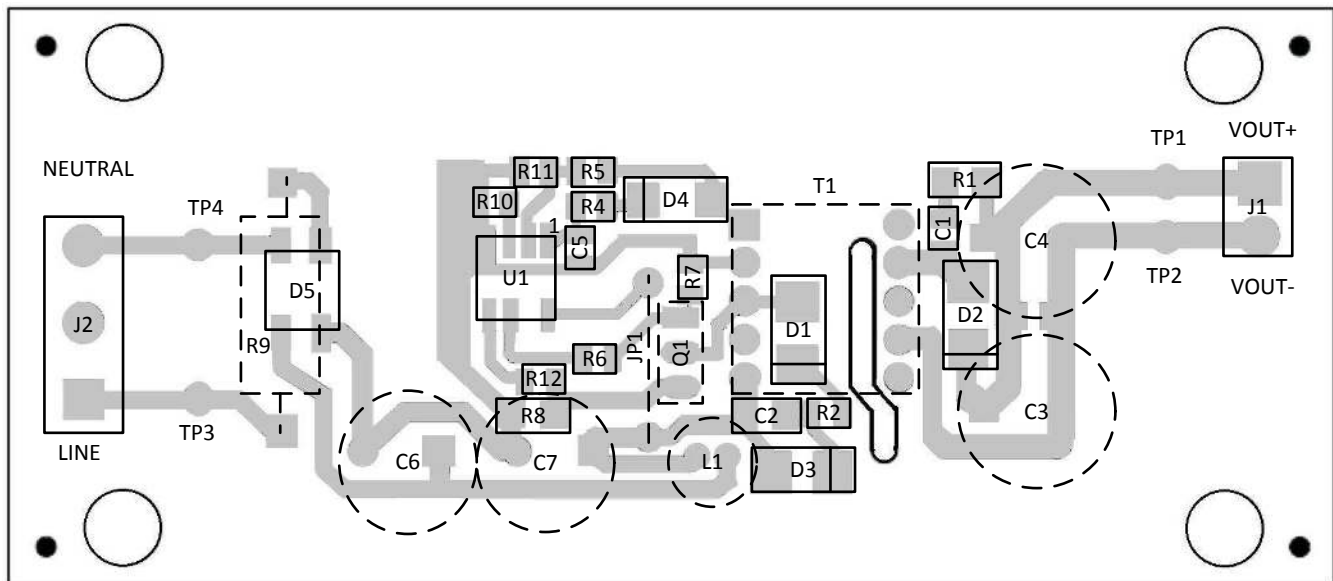 NEUTRAL
TP4
J2
LINE
TP3
D5
R9
C6
C7
R11
R5
R10
R4
D4
1
C5
U1
R7
R6
JP1
Q1
R12
R8
L1
T1
D1
C2
R2
D3
R1
C1
C4
D2
C3
TP1
VOUT+
J1
TP2
VOUT-